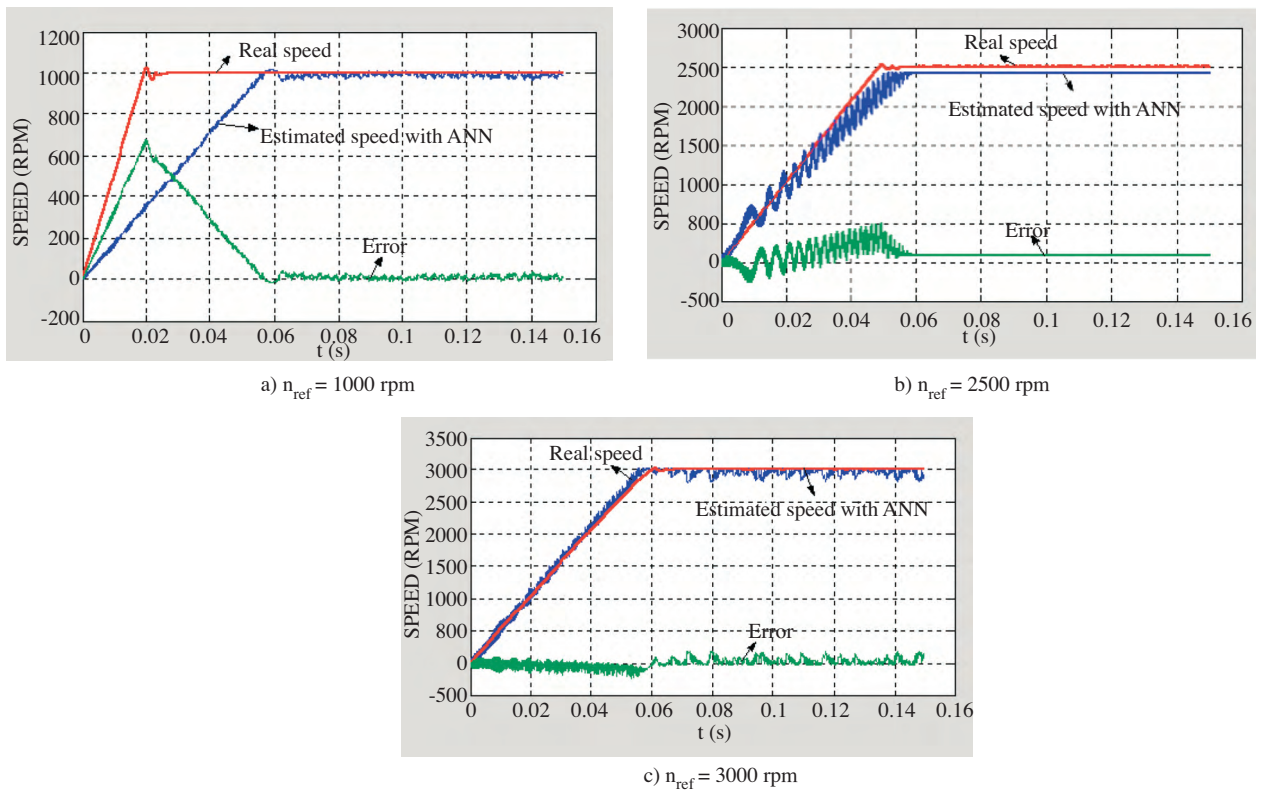 1200
1000
800
600
400
200
0
-200
SPEED (RPM)
Real speed
Estimated speed with ANN
Error
0 0.02 0.04 0.06 0.08 0.1 0.12 0.14 0.16
t (s)
a) nref = 1000 rpm
3000
2500
2000
1500
1000
800
0
-500
SPEED (RPM)
Real speed
Estimated speed with ANN
Error
0 0.02 0.04 0.06 0.08 0.1 0.12 0.14 0.16
t (s)
b) nref = 2500 rpm
3500
3000
2500
2000
1500
1000
800
0
-500
SPEED (RPM)
Real speed
Estimated speed with ANN
Error
0 0.02 0.04 0.06 0.08 0.1 0.12 0.14 0.16
t (s)
c) nref = 3000 rpm